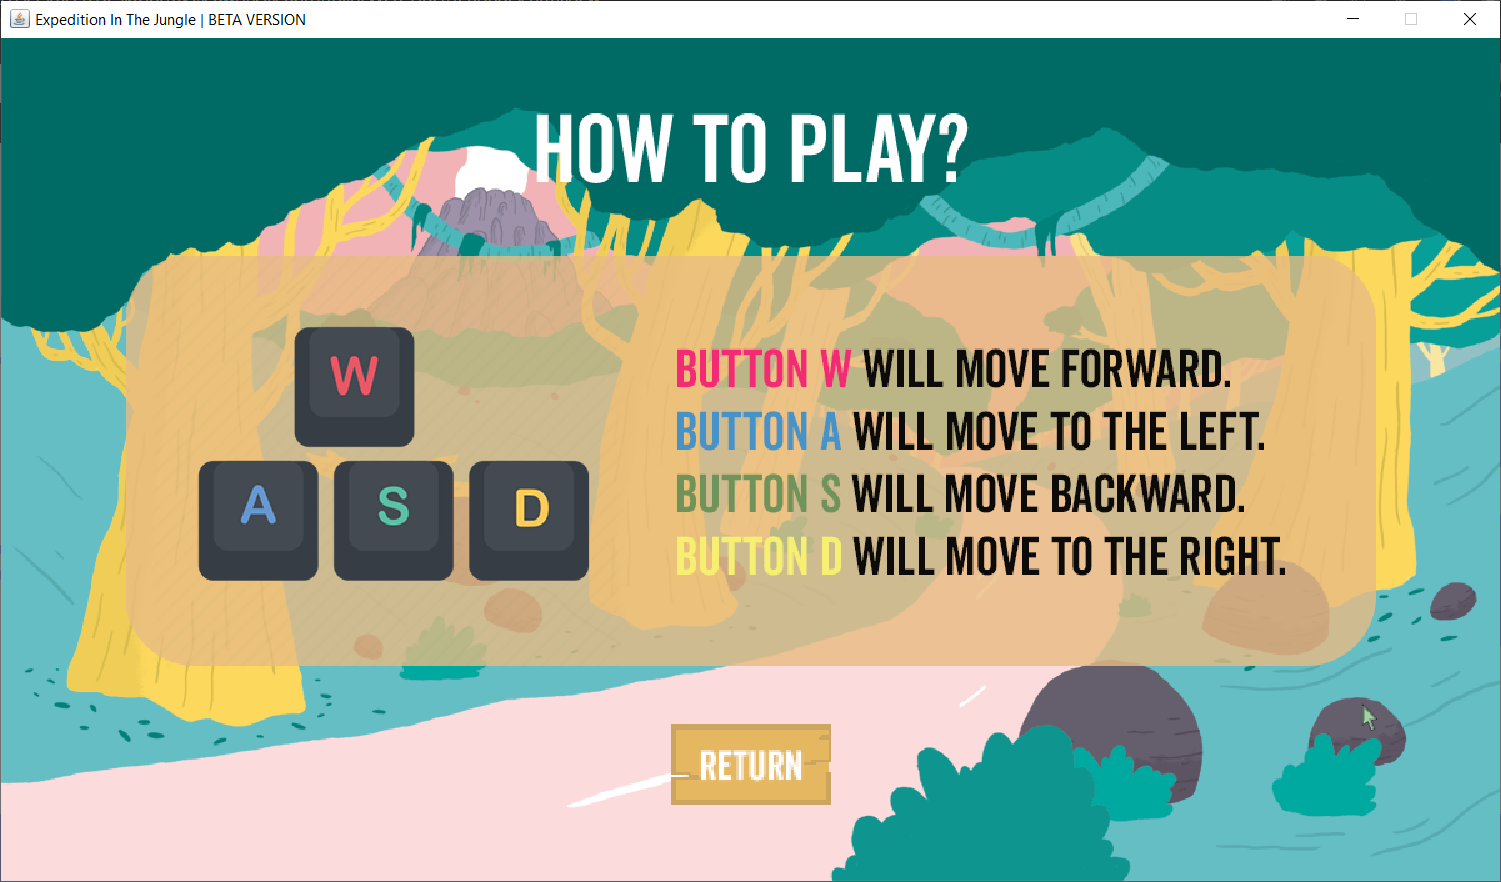 Expedition In The Jungle | BETA VERSION
HOW TO PLAY?
W
A S D
BUTTON W WILL MOVE FORWARD.
BUTTON A WILL MOVE TO THE LEFT.
BUTTON S WILL MOVE BACKWARD.
BUTTON D WILL MOVE TO THE RIGHT.
RETURN